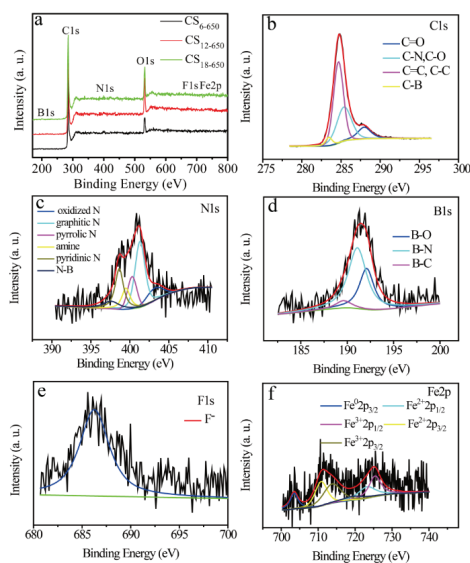 a
CS6-650
CS12-650
CS18-650
C1s
O1s
N1s
B1s
F1s Fe2p
Intensity (a. u.)
200 300 400 500 600 700 800
Binding Energy (eV)
b
C1s
C=O
C-N,C-O
C=C, C-C
C-B
Intensity (a. u.)
275 280 285 290 295 300
Binding Energy (eV)
c
N1s
oxidized N
graphitic N
pyrrolic N
amine
pyridinic N
N-B
Intensity (a. u.)
390 395 400 405 410
Binding Energy (eV)
d
B1s
B-O
B-N
B-C
Intensity (a. u.)
185 190 195 200
Binding Energy (eV)
e
F1s
F-
Intensity (a. u.)
680 685 690 695 700
Binding Energy (eV)
f
Fe2p
Fe0 2p3/2
Fe2+ 2p1/2
Fe3+ 2p1/2
Fe2+ 2p3/2
Fe3+ 2p3/2
Intensity (a. u.)
700 710 720 730 740
Binding Energy (eV)